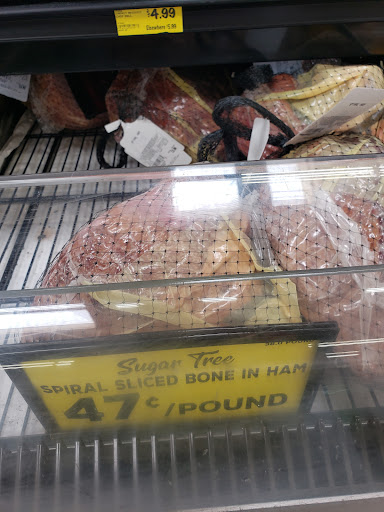 $4.99
Sugar Tree
SPIRAL SLICED BONE IN HAM
47¢/POUND